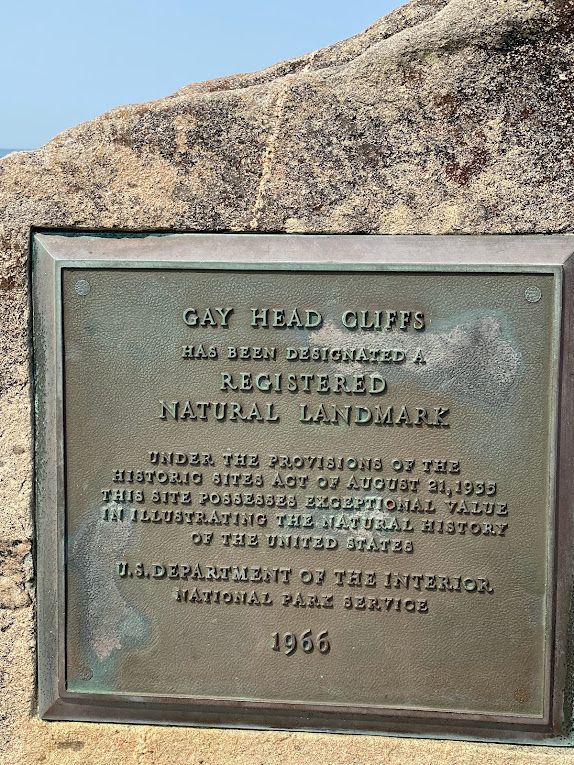 GAY HEAD CLIFFS
HAS BEEN DESIGNATED A
REGISTERED
NATURAL LANDMARK
UNDER THE PROVISIONS OF THE
HISTORIC SITES ACT OF AUGUST 21, 1935
THIS SITE POSSESSES EXCEPTIONAL VALUE
IN ILLUSTRATING THE NATURAL HISTORY
OF THE UNITED STATES
U.S. DEPARTMENT OF THE INTERIOR
NATIONAL PARK SERVICE
1966